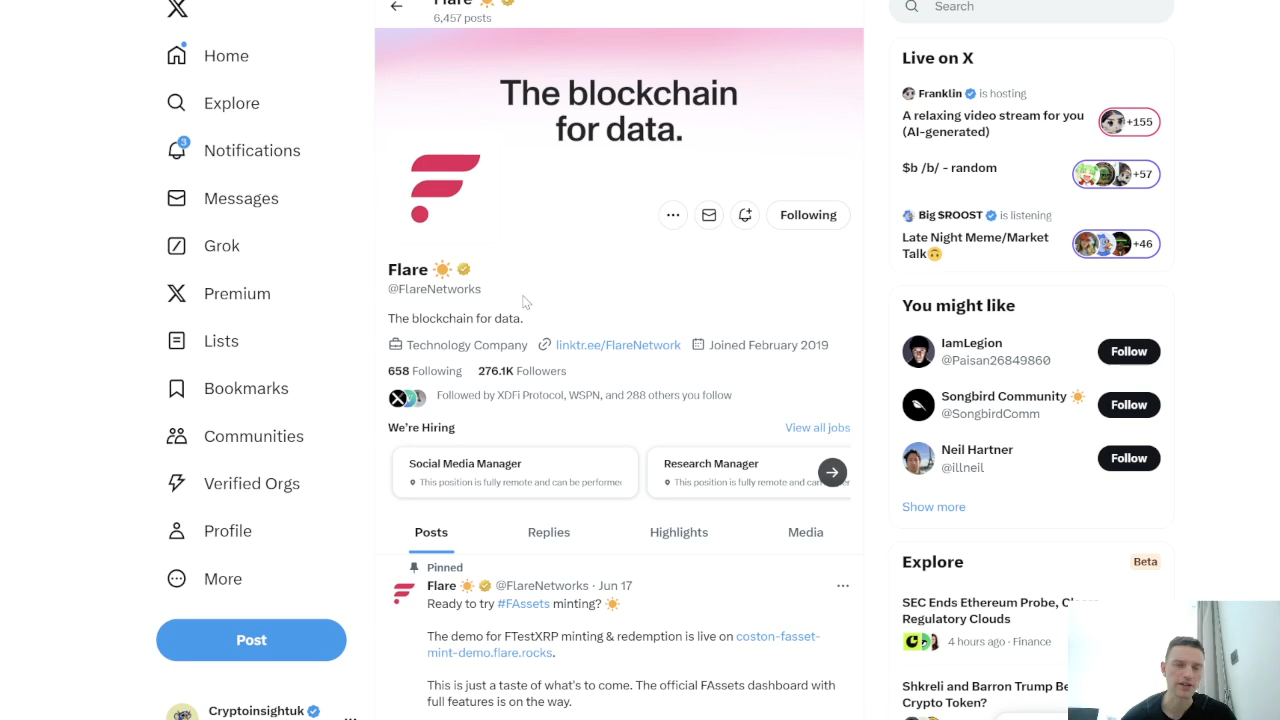 Home
Explore
3
Notifications
Messages
Grok
Premium
Lists
Bookmarks
Communities
Verified Orgs
Profile
More
Post
Cryptoinsightuk
Flare
6,457 posts
The blockchain
for data.
Following
Flare
@FlareNetworks
The blockchain for data.
Technology Company linktr.ee/FlareNetwork Joined February 2019
658 Following 276.1K Followers
Followed by XDFi Protocol, WSPN, and 288 others you follow
We're Hiring View all jobs
Social Media Manager
This position is fully remote and can be performe
Research Manager
This position is fully remote and can
Posts Replies Highlights Media
Pinned
Flare @FlareNetworks · Jun 17
Ready to try #FAssets minting?
The demo for FTestXRP minting & redemption is live on coston-fasset-
mint-demo.flare.rocks.
This is just a taste of what's to come. The official FAssets dashboard with
full features is on the way.
Search
Live on X
Franklin is hosting
A relaxing video stream for you
(AI-generated)
+155
$b /b/ - random
+57
Big $ROOST is listening
Late Night Meme/Market
Talk
+46
You might like
IamLegion
@Paisan26849860
Follow
Songbird Community
@SongbirdComm
Follow
Neil Hartner
@illneil
Follow
Show more
Explore Beta
SEC Ends Ethereum Probe,
Regulatory Clouds
4 hours ago · Finance
Shkreli and Barron Trump
Crypto Token?